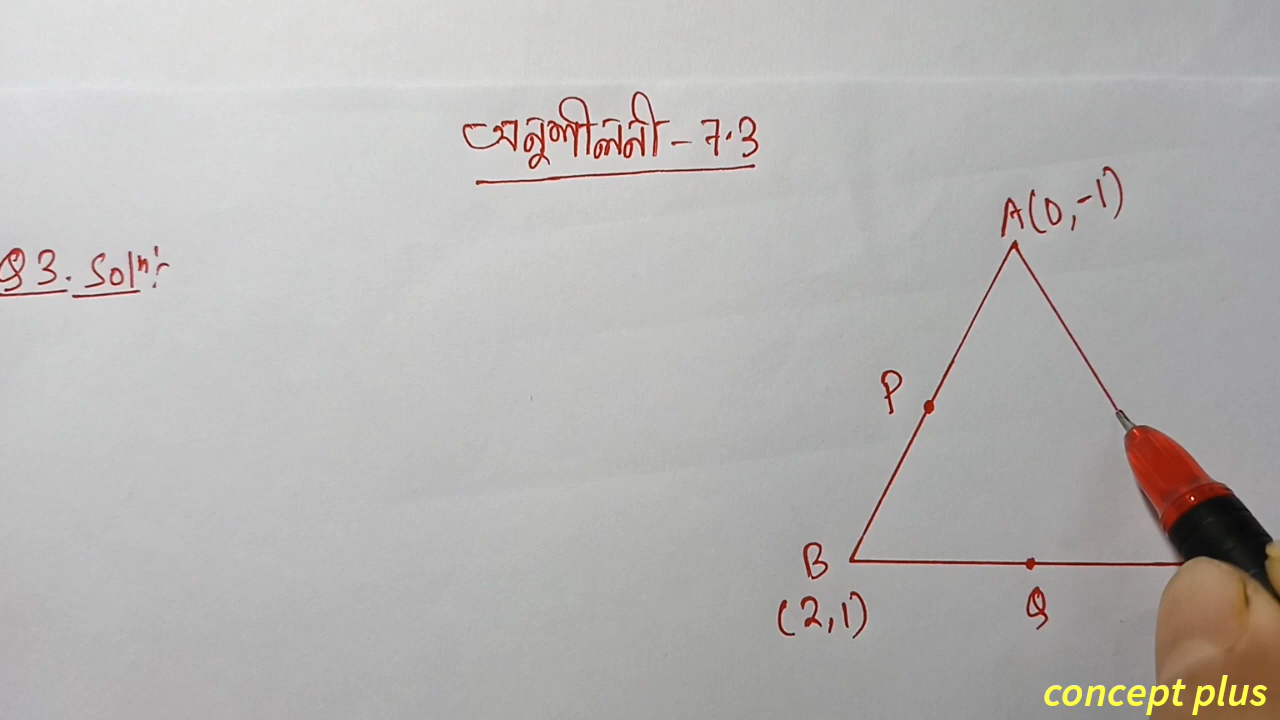 অনুশীলনী - 7.3
Q3. Solⁿ:-
A(0,-1)
P
B
(2,1)
Q
concept plus